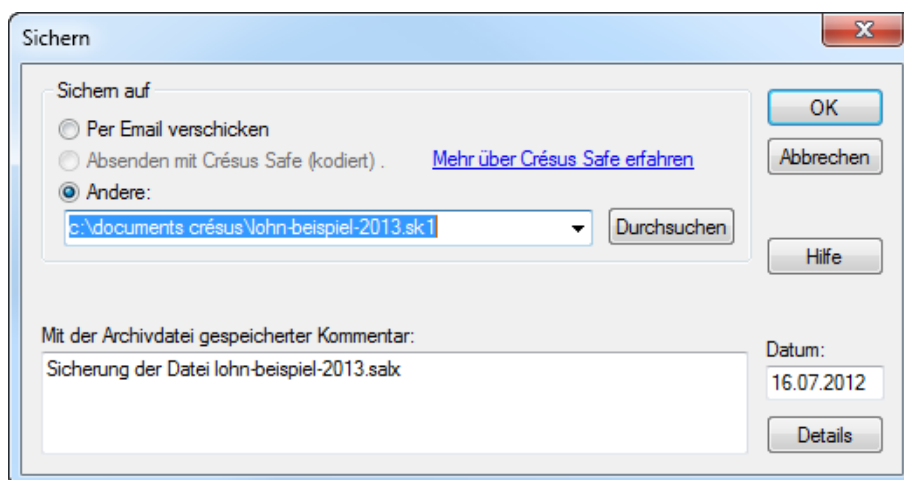 Sichern
Sichern auf
Per Email verschicken
Absenden mit Crésus Safe (kodiert) .
Mehr über Crésus Safe erfahren
Andere:
c:\documents crésus\lohn-beispiel-2013.sk1
Durchsuchen
OK
Abbrechen
Hilfe
Mit der Archivdatei gespeicherter Kommentar:
Sicherung der Datei lohn-beispiel-2013.salx
Datum:
16.07.2012
Details